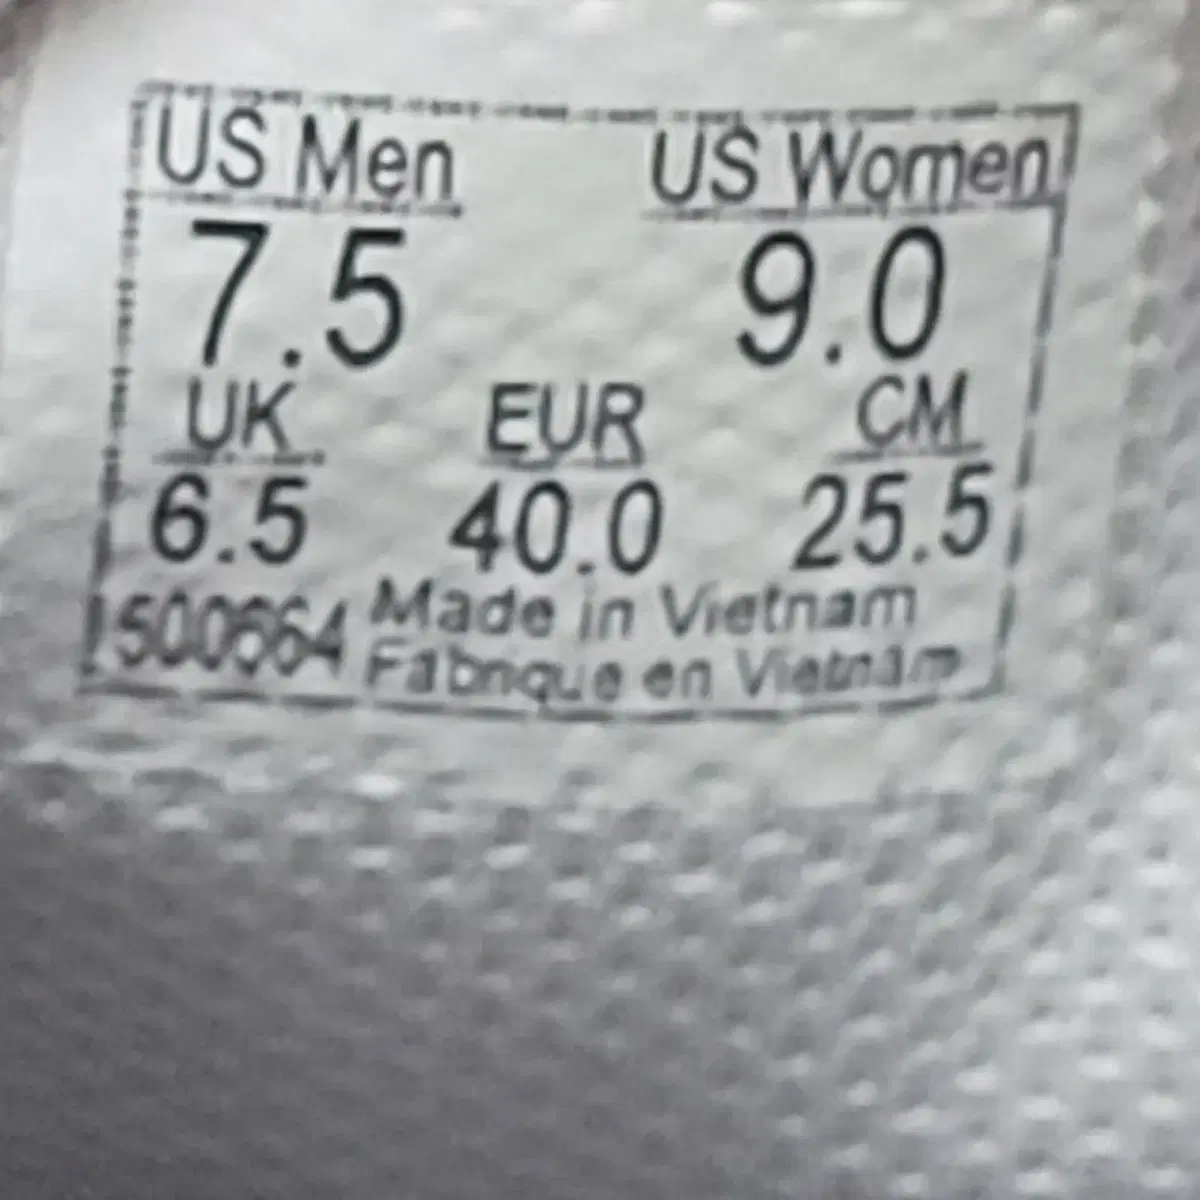 US Men US Women
7.5 9.0
UK EUR CM
6.5 40.0 25.5
Made in Vietnam
Fabrique en Vietnam